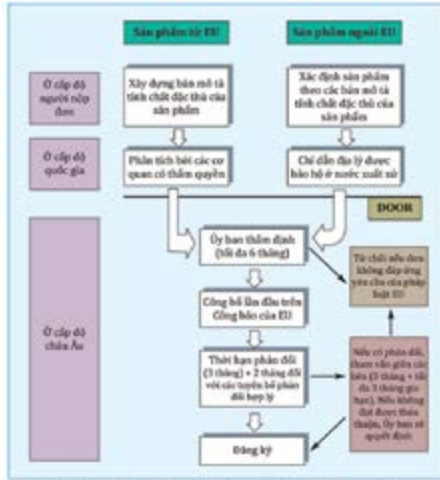 Sản phẩm từ EU
Sản phẩm ngoài EU
Ở cấp độ
người nộp
đơn
Xây dựng bản mô tả
tính chất đặc thù của
sản phẩm
Xác định sản phẩm
theo các bản mô tả
tính chất đặc thù của
sản phẩm
Ở cấp độ
quốc gia
Phân tích bởi các cơ
quan có thẩm quyền
Chỉ dẫn địa lý được
bảo hộ ở nước xuất xứ
DOOR
Ở cấp độ
châu Âu
Ủy ban thẩm định
(tối đa 6 tháng)
Từ chối nếu đơn
không đáp ứng
yêu cầu của pháp
luật EU
Công bố lần đầu trên
Công báo của EU
Thời hạn phản đối
(3 tháng) + 2 tháng đối
với các tuyên bố phản
đối hợp lý
Nếu có phản đối,
tham vấn giữa các
bên (3 tháng + tối
đa 3 tháng gia
hạn). Nếu không
đạt được thỏa
thuận, Ủy ban sẽ
quyết định
Đăng ký